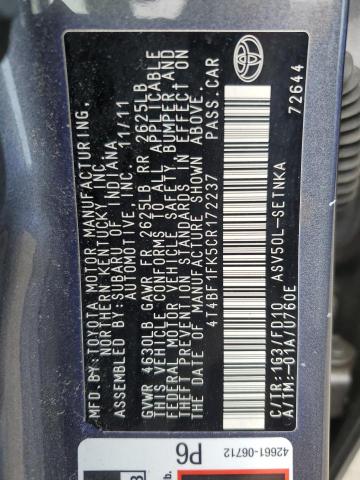 MFD. BY: TOYOTA MOTOR MANUFACTURING,
NORTHERN KENTUCKY, INC.
ASSEMBLED BY: SUBARU OF INDIANA
AUTOMOTIVE, INC. 11/11
GVWR 4630LB GAWR FR 2625LB RR 2625LB
THIS VEHICLE CONFORMS TO ALL APPLICABLE
FEDERAL MOTOR VEHICLE SAFETY, BUMPER, AND
THEFT PREVENTION STANDARDS IN EFFECT ON
THE DATE OF MANUFACTURE SHOWN ABOVE.
4T4BF1FK5CR172237 PASS.CAR
C/TR:1G3/FD10 ASV50L-SETNKA
A/TM:-01A/U760E 72644
TOYOTA
P6
42661-06712
lb.